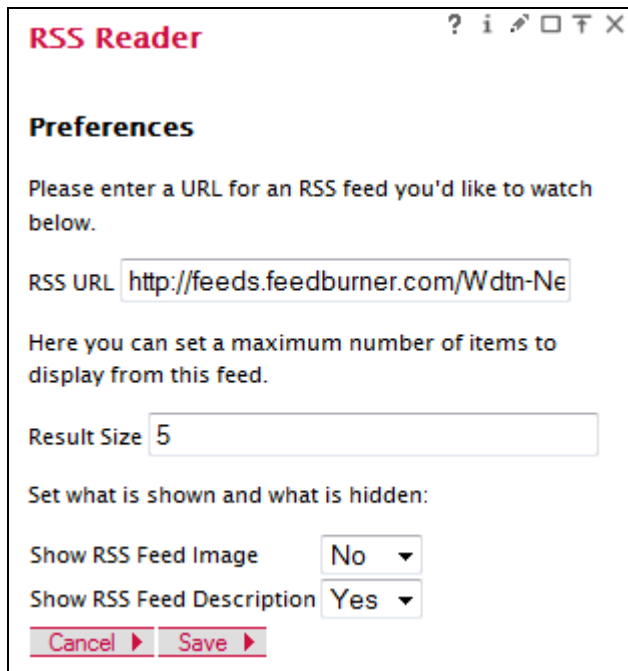 RSS Reader
? i
Preferences
Please enter a URL for an RSS feed you'd like to watch
below.
RSS URL http://feeds.feedburner.com/Wdtn-Ne
Here you can set a maximum number of items to
display from this feed.
Result Size 5
Set what is shown and what is hidden:
Show RSS Feed Image No
Show RSS Feed Description Yes
Cancel Save